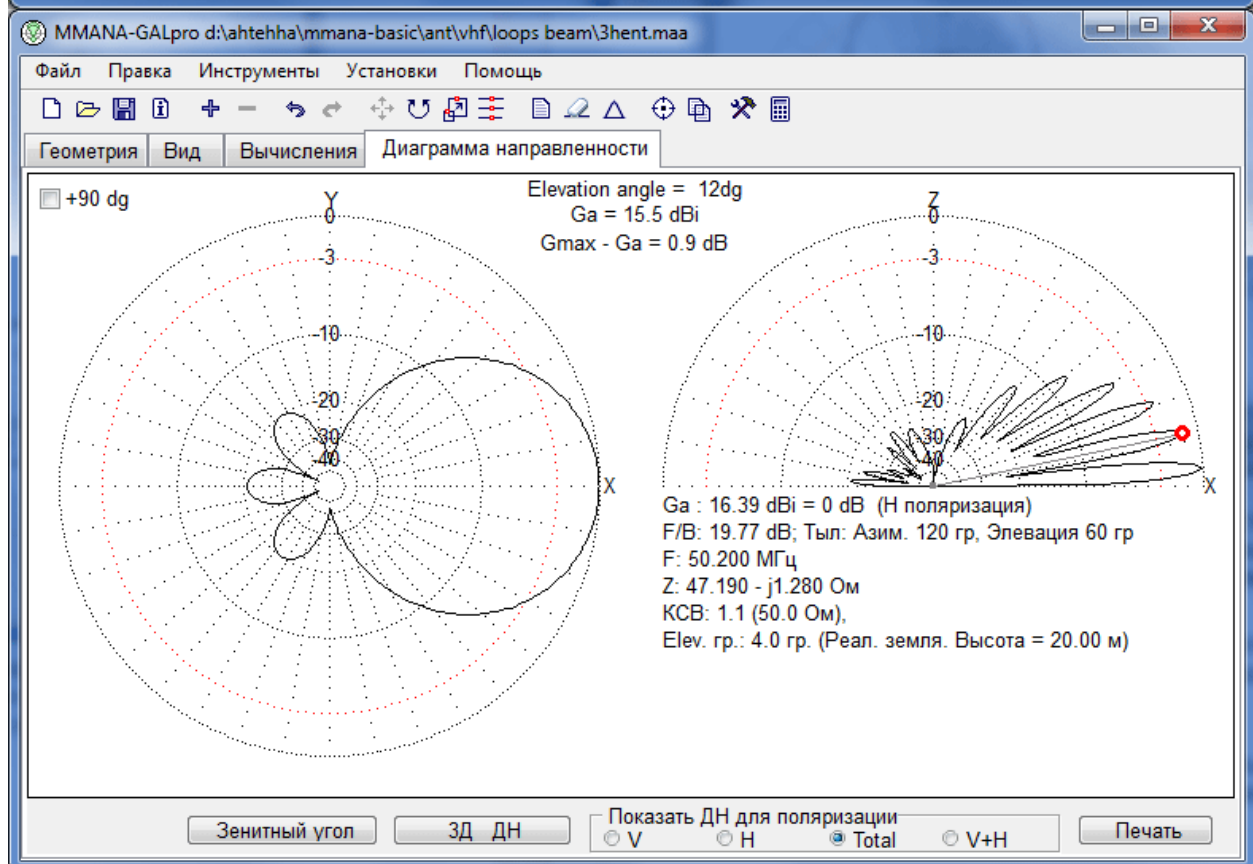 MMANA-GALpro d:\ahtehha\mmana-basic\ant\vhf\loops beam\3hent.maa
Файл Правка Инструменты Установки Помощь
Геометрия Вид Вычисления Диаграмма направленности
+90 dg
Elevation angle = 12dg
Ga = 15.5 dBi
Gmax - Ga = 0.9 dB
Y
0
-3
-10
-20
-30
-40
X
Z
0
-3
-10
-20
-30
-40
X
Ga : 16.39 dBi = 0 dB (Н поляризация)
F/B: 19.77 dB; Тыл: Азим. 120 гр, Элевация 60 гр
F: 50.200 МГц
Z: 47.190 - j1.280 Ом
КСВ: 1.1 (50.0 Ом),
Elev. гр.: 4.0 гр. (Реал. земля. Высота = 20.00 м)
Зенитный угол
3Д ДН
Показать ДН для поляризации
V H Total V+H
Печать